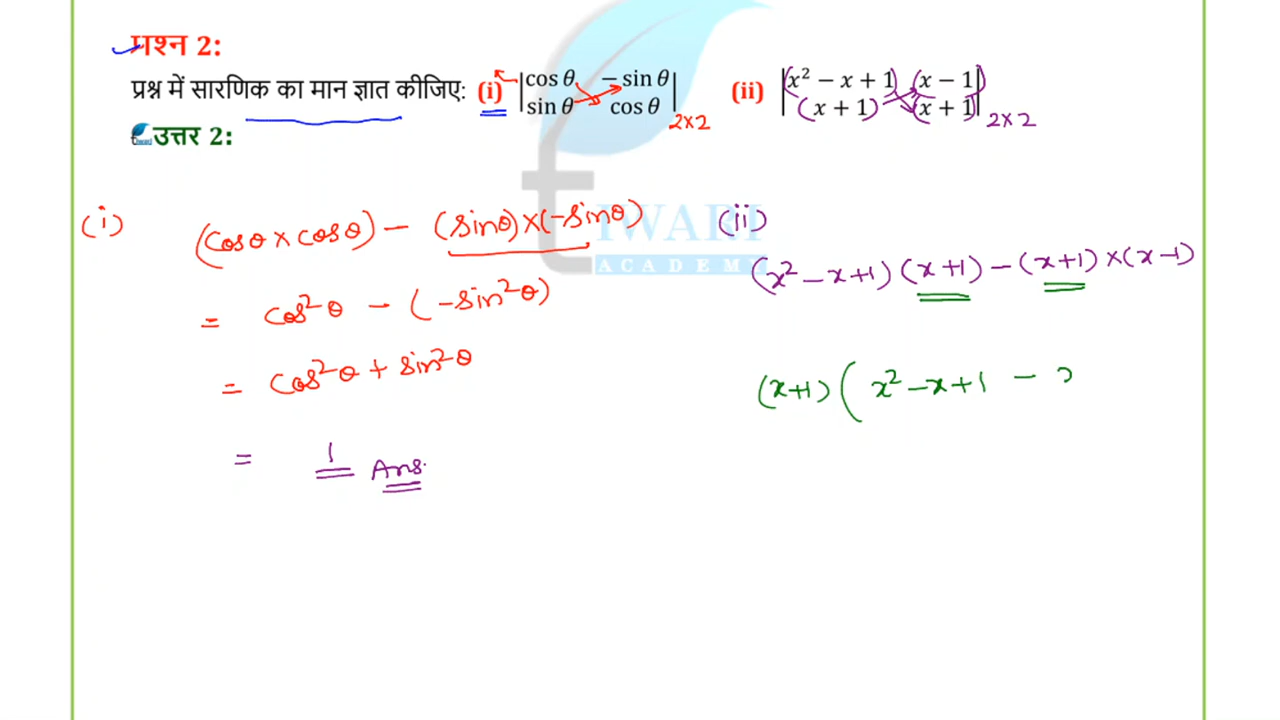 प्रश्न 2:
प्रश्न में सारणिक का मान ज्ञात कीजिए: (i) |cos θ −sin θ| (ii) |x² − x + 1 x − 1|
|sin θ cos θ| 2×2 |x + 1 x + 1| 2×2
उत्तर 2:
(i)
(cosθ × cosθ) − (sinθ)×(−sinθ)
= cos²θ − (−sin²θ)
= cos²θ + sin²θ
= 1 Ans.
(ii)
(x² − x+1) (x+1) − (x+1) ×(x−1)
(x+1) ( x² − x+1 −
TIWARI
ACADEMY